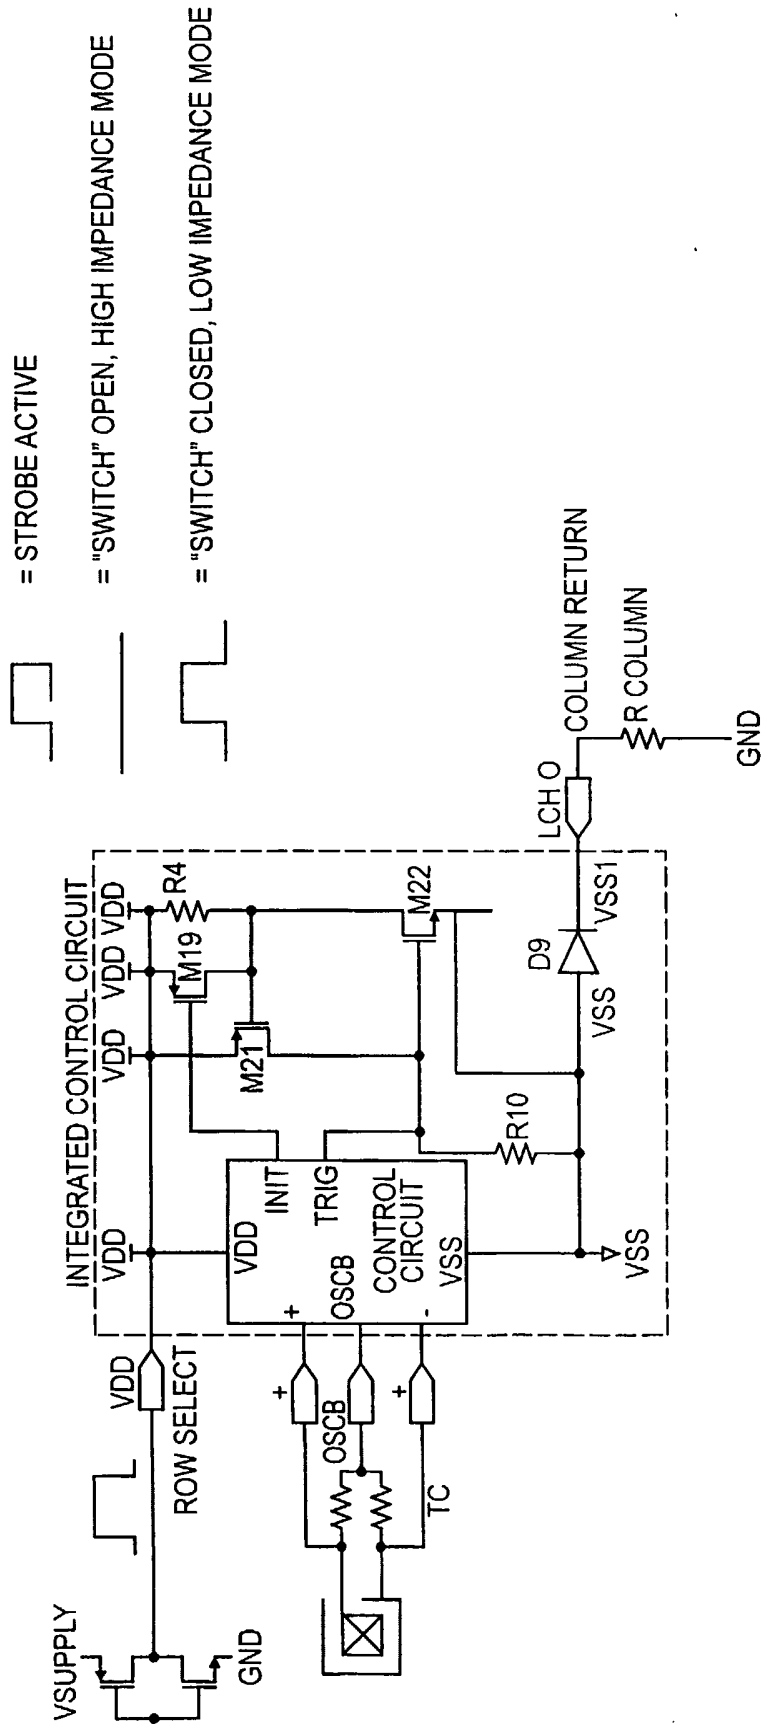 = STROBE ACTIVE
= "SWITCH" OPEN, HIGH IMPEDANCE MODE
= "SWITCH" CLOSED, LOW IMPEDANCE MODE
INTEGRATED CONTROL CIRCUIT
VSUPPLY
GND
ROW SELECT
VDD
VDD
VDD
VDD
VDD
R4
M19
M21
M22
VDD
INIT
TRIG
+
OSCB
-
CONTROL
CIRCUIT
VSS
+
OSCB
+
TC
R10
VSS
VSS
D9
VSS1
LCH O
COLUMN RETURN
R COLUMN
GND